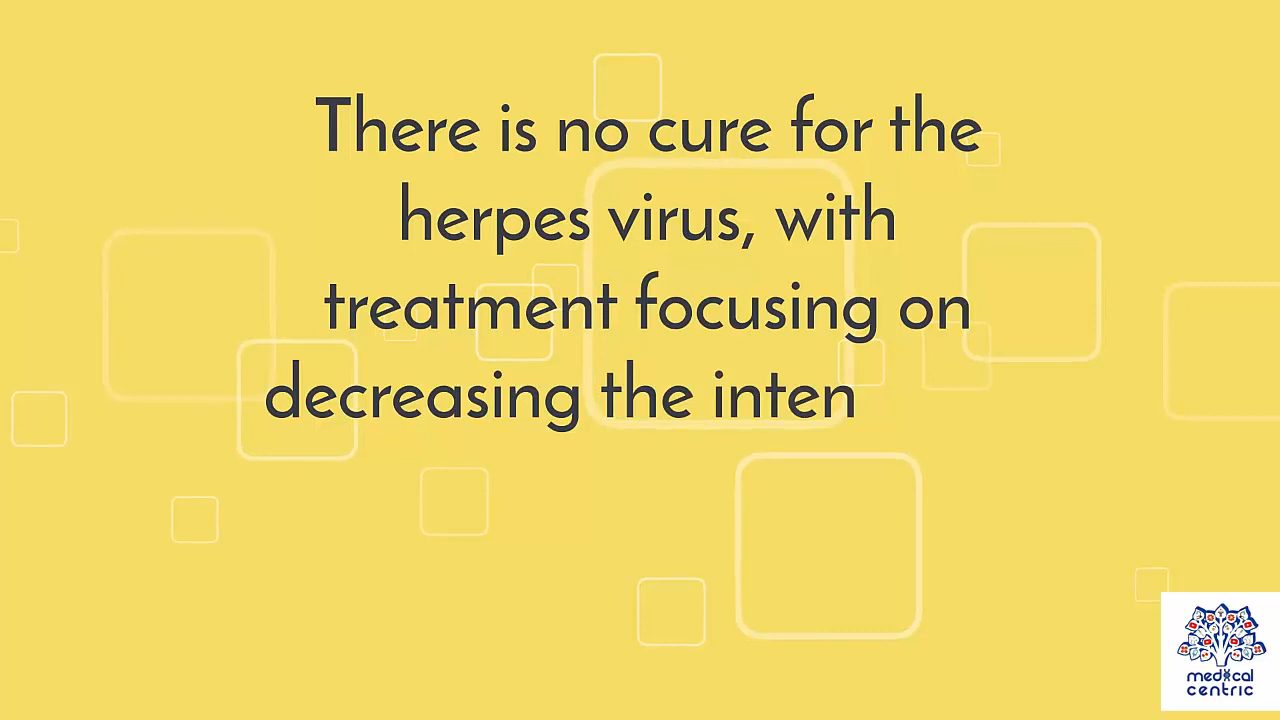 There is no cure for the
herpes virus, with
treatment focusing on
decreasing the inten
medical
centric